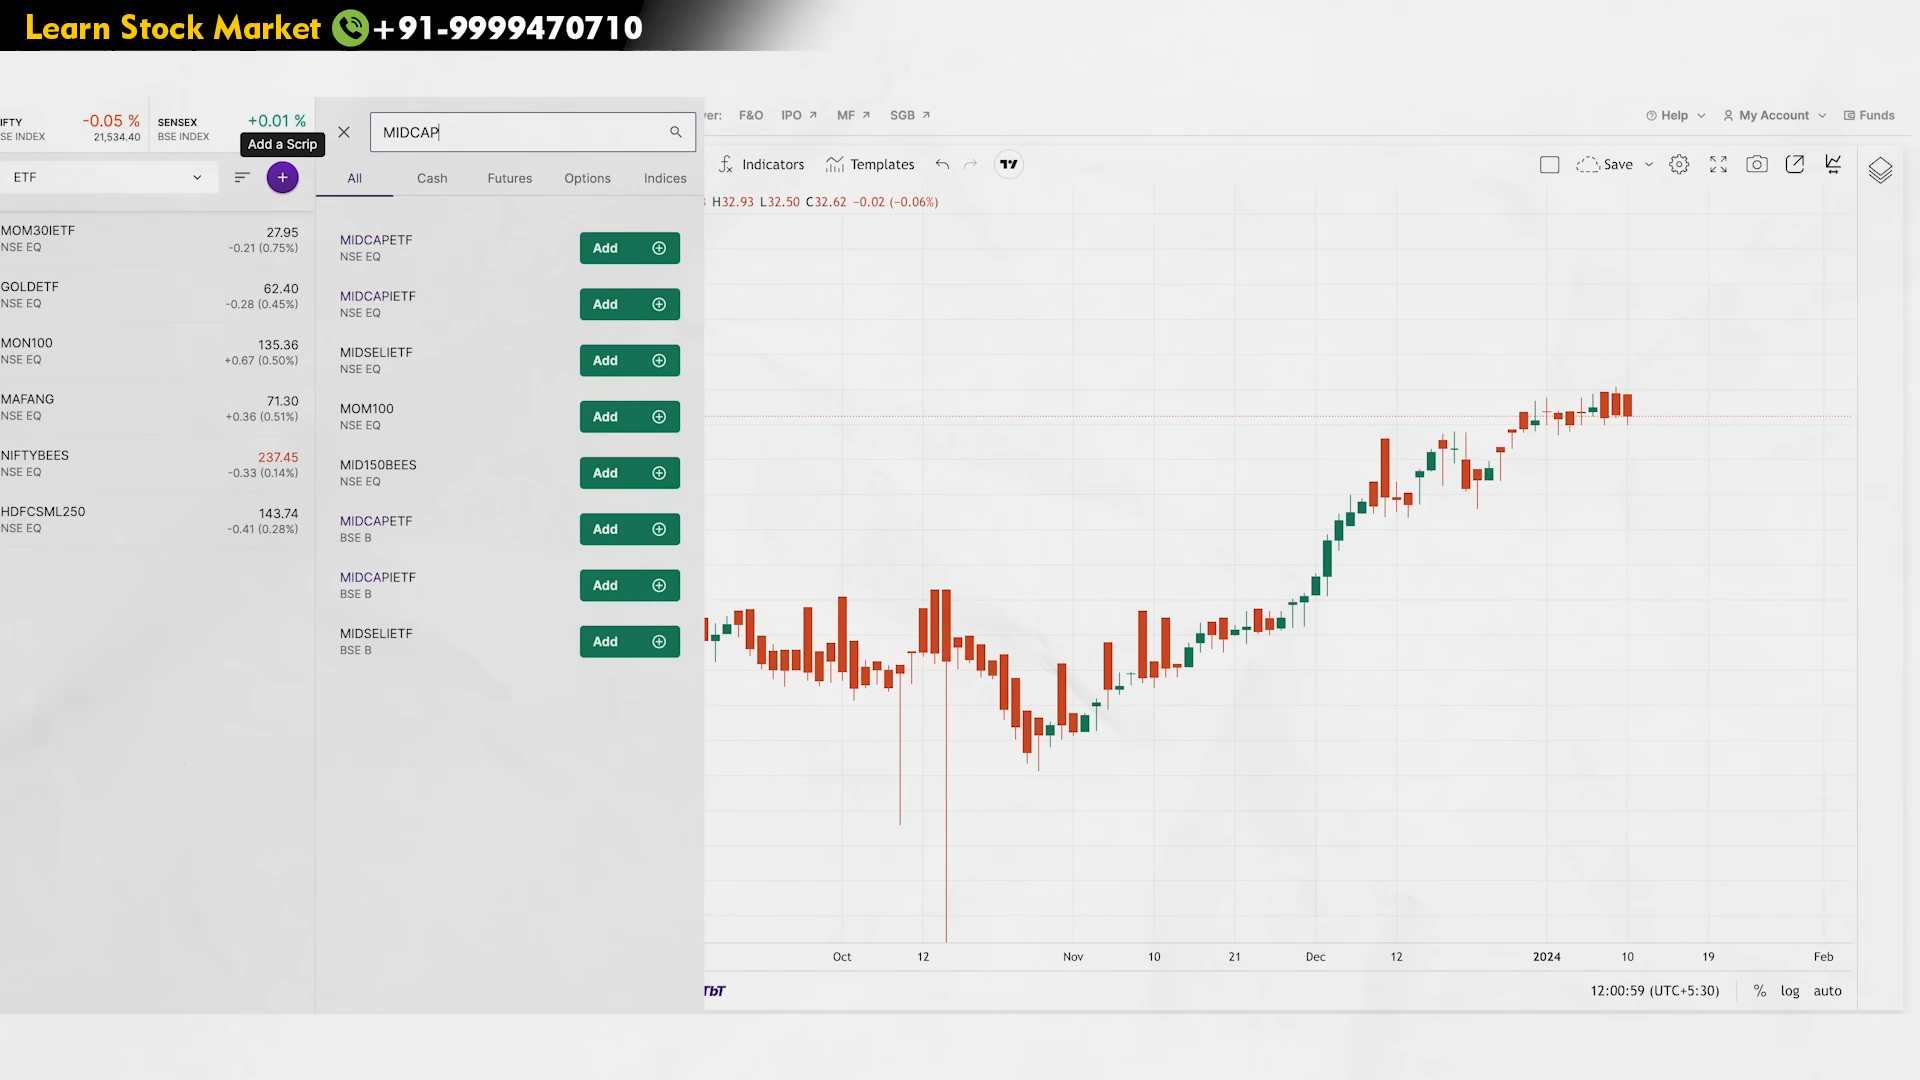 Learn Stock Market +91-9999470710
IFTY -0.05 % SENSEX +0.01 %
SE INDEX 21,534.40 BSE INDEX
Add a Scrip
MIDCAP
ver: F&O IPO MF SGB
Help My Account Funds
ETF
+
All Cash Futures Options Indices
Indicators Templates
Save
H32.93 L32.50 C32.62 -0.02 (-0.06%)
MOM30IETF 27.95
NSE EQ -0.21 (0.75%)
GOLDETF 62.40
NSE EQ -0.28 (0.45%)
MON100 135.36
NSE EQ +0.67 (0.50%)
MAFANG 71.30
NSE EQ +0.36 (0.51%)
NIFTYBEES 237.45
NSE EQ -0.33 (0.14%)
HDFCSML250 143.74
NSE EQ -0.41 (0.28%)
MIDCAPETF
NSE EQ
Add
MIDCAPIETF
NSE EQ
Add
MIDSELIETF
NSE EQ
Add
MOM100
NSE EQ
Add
MID150BEES
NSE EQ
Add
MIDCAPETF
BSE B
Add
MIDCAPIETF
BSE B
Add
MIDSELIETF
BSE B
Add
Oct 12 Nov 10 21 Dec 12 2024 10 19 Feb
TbT
12:00:59 (UTC+5:30) % log auto